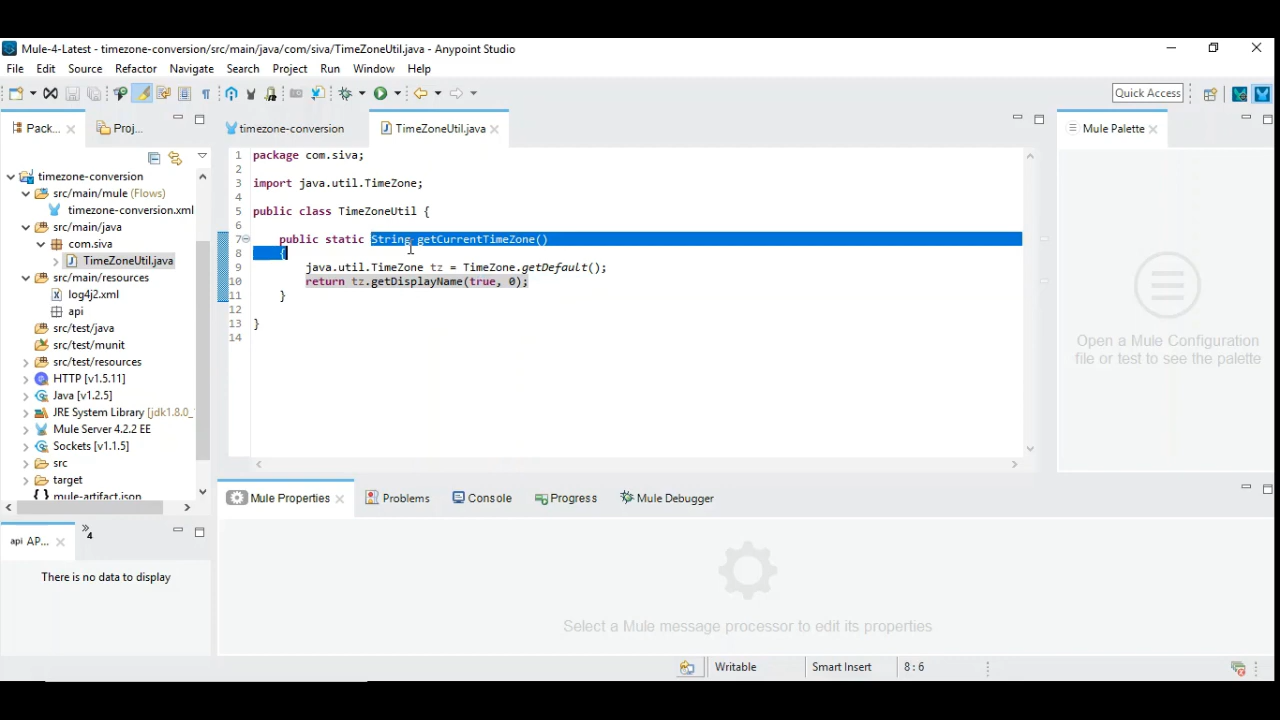 Mule-4-Latest - timezone-conversion/src/main/java/com/siva/TimeZoneUtil.java - Anypoint Studio
File Edit Source Refactor Navigate Search Project Run Window Help
Quick Access
Pack...
Proj...
timezone-conversion
TimeZoneUtil.java
Mule Palette
timezone-conversion
src/main/mule (Flows)
timezone-conversion.xml
src/main/java
com.siva
TimeZoneUtil.java
src/main/resources
log4j2.xml
api
src/test/java
src/test/munit
src/test/resources
HTTP [v1.5.11]
Java [v1.2.5]
JRE System Library [jdk1.8.0_
Mule Server 4.2.2 EE
Sockets [v1.1.5]
src
target
mule-artifact.json
1 package com.siva;
2
3 import java.util.TimeZone;
4
5 public class TimeZoneUtil {
6
7 public static String getCurrentTimeZone()
8 {
9 java.util.TimeZone tz = TimeZone.getDefault();
10 return tz.getDisplayName(true, 0);
11 }
12
13 }
14
Open a Mule Configuration
file or test to see the palette
Mule Properties
Problems
Console
Progress
Mule Debugger
api AP...
4
There is no data to display
Select a Mule message processor to edit its properties
Writable
Smart Insert
8 : 6